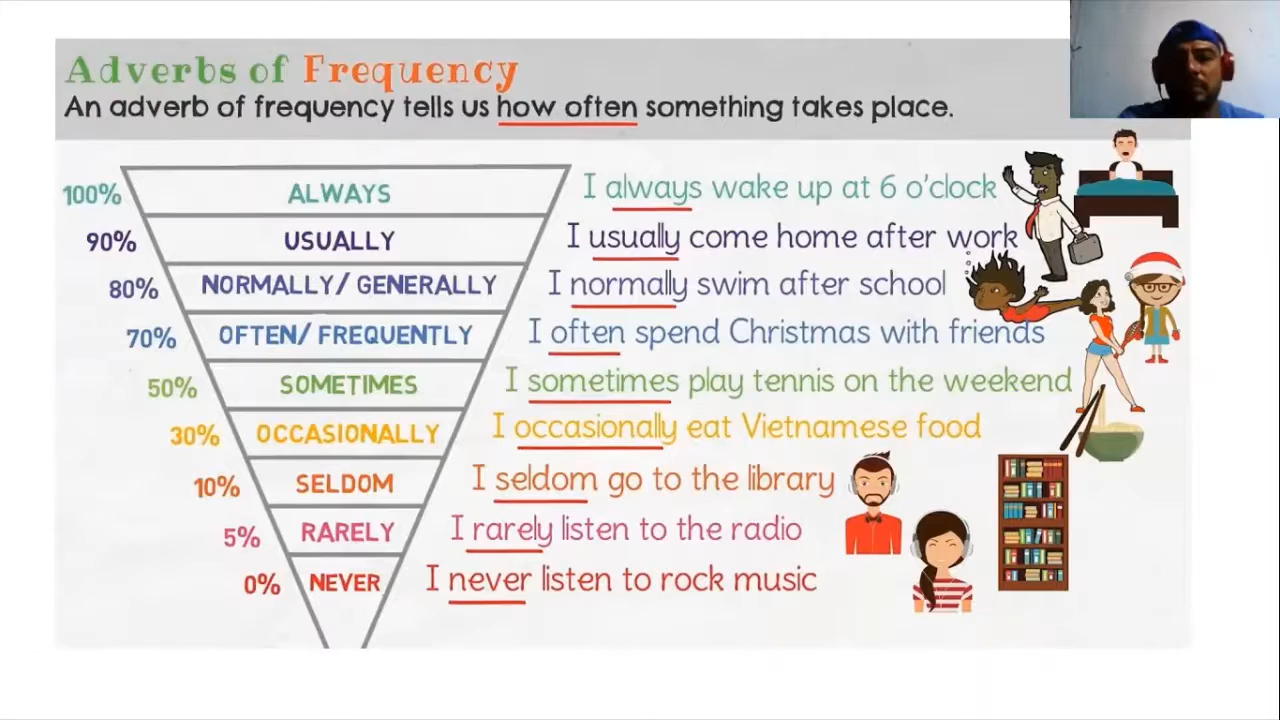 Adverbs of Frequency
An adverb of frequency tells us how often something takes place.
100% ALWAYS I always wake up at 6 o'clock
90% USUALLY I usually come home after work
80% NORMALLY/ GENERALLY I normally swim after school
70% OFTEN/ FREQUENTLY I often spend Christmas with friends
50% SOMETIMES I sometimes play tennis on the weekend
30% OCCASIONALLY I occasionally eat Vietnamese food
10% SELDOM I seldom go to the library
5% RARELY I rarely listen to the radio
0% NEVER I never listen to rock music